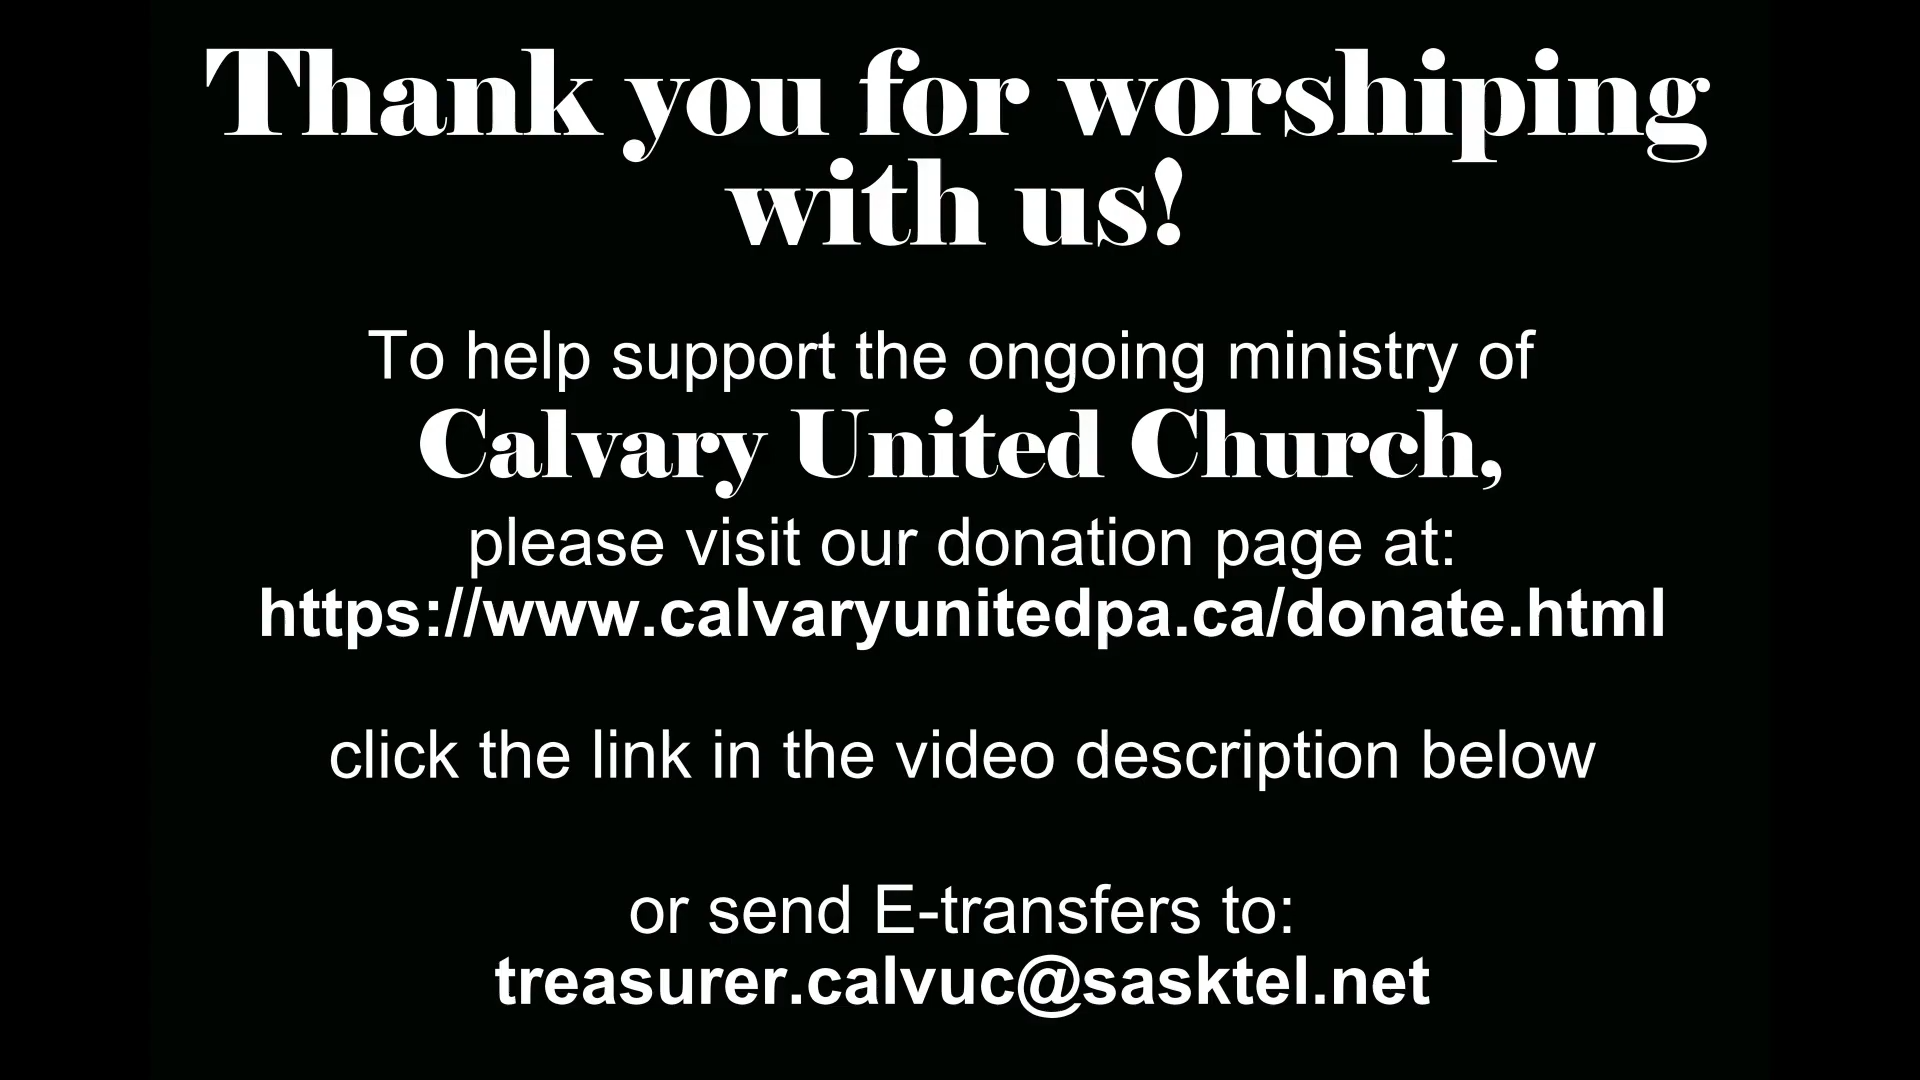 Thank you for worshiping
with us!
To help support the ongoing ministry of
Calvary United Church,
please visit our donation page at:
https://www.calvaryunitedpa.ca/donate.html
click the link in the video description below
or send E-transfers to:
treasurer.calvuc@sasktel.net